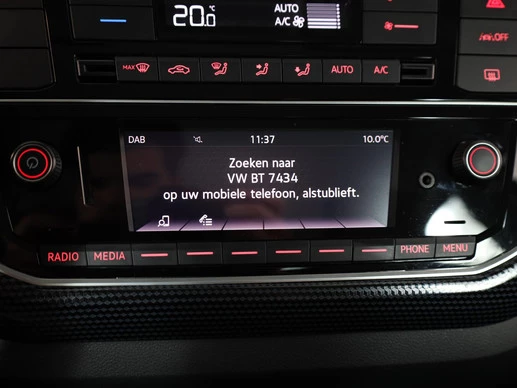 20.0 °C
AUTO
A/C
OFF
MAX
AUTO
A/C
DAB 11:37 10.0°C
Zoeken naar
VW BT 7434
op uw mobiele telefoon, alstublieft.
RADIO MEDIA PHONE MENU